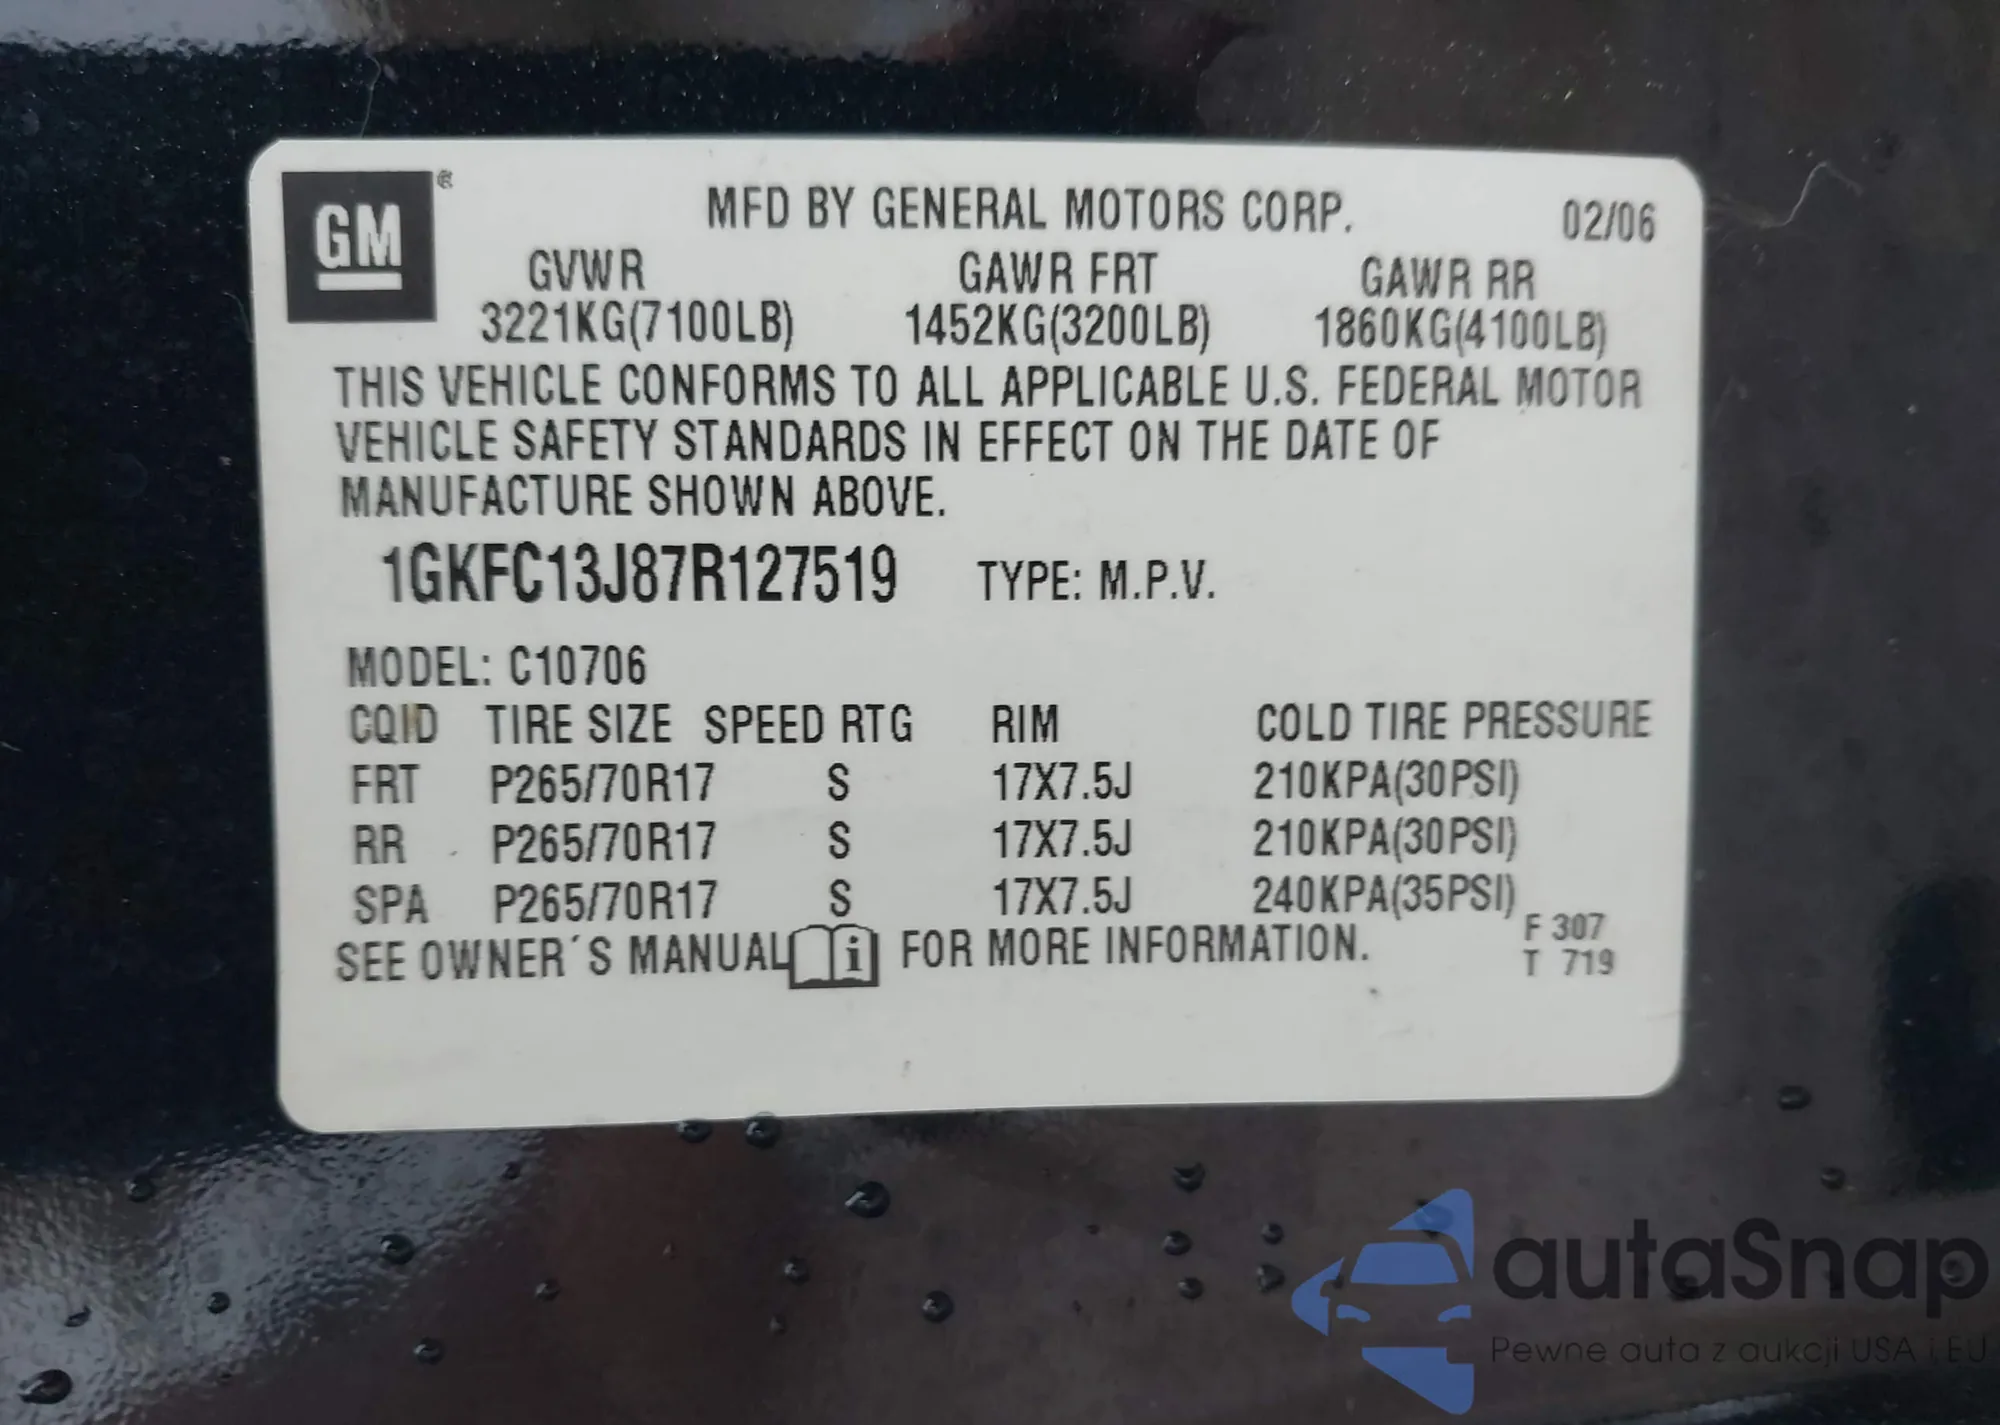 GM®
MFD BY GENERAL MOTORS CORP. 02/06
GVWR GAWR FRT GAWR RR
3221KG(7100LB) 1452KG(3200LB) 1860KG(4100LB)
THIS VEHICLE CONFORMS TO ALL APPLICABLE U.S. FEDERAL MOTOR
VEHICLE SAFETY STANDARDS IN EFFECT ON THE DATE OF
MANUFACTURE SHOWN ABOVE.
1GKFC13J87R127519 TYPE: M.P.V.
MODEL: C10706
CQID TIRE SIZE SPEED RTG RIM COLD TIRE PRESSURE
FRT P265/70R17 S 17X7.5J 210KPA(30PSI)
RR P265/70R17 S 17X7.5J 210KPA(30PSI)
SPA P265/70R17 S 17X7.5J 240KPA(35PSI)
SEE OWNER´S MANUAL i FOR MORE INFORMATION.
F 307
T 719
autaSnap
Pewne auta z aukcji USA i EU